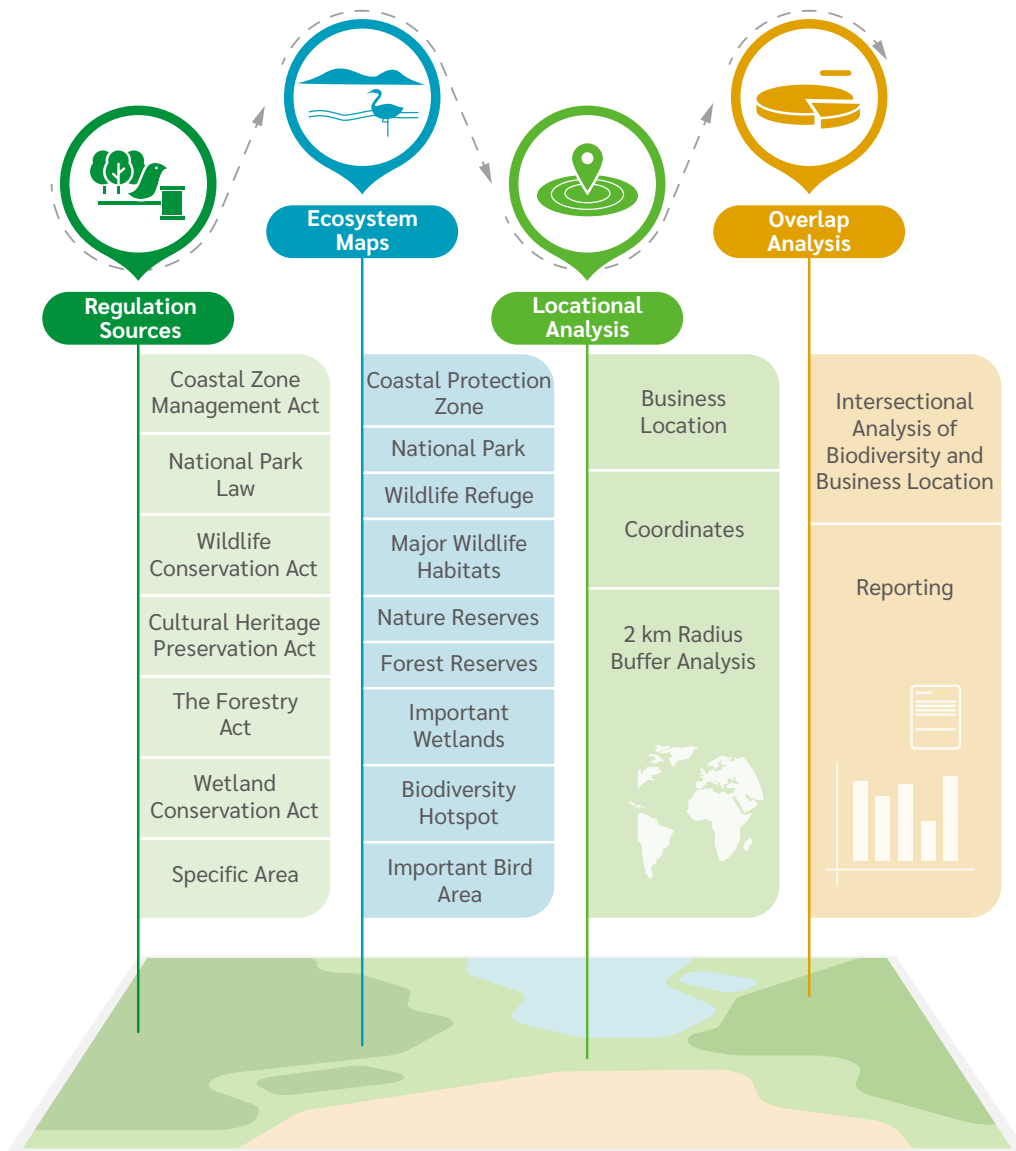 Regulation
Sources
Coastal Zone
Management Act
National Park
Law
Wildlife
Conservation Act
Cultural Heritage
Preservation Act
The Forestry
Act
Wetland
Conservation Act
Specific Area
Ecosystem
Maps
Coastal Protection
Zone
National Park
Wildlife Refuge
Major Wildlife
Habitats
Nature Reserves
Forest Reserves
Important
Wetlands
Biodiversity
Hotspot
Important Bird
Area
Locational
Analysis
Business
Location
Coordinates
2 km Radius
Buffer Analysis
Overlap
Analysis
Intersectional
Analysis of
Biodiversity and
Business Location
Reporting